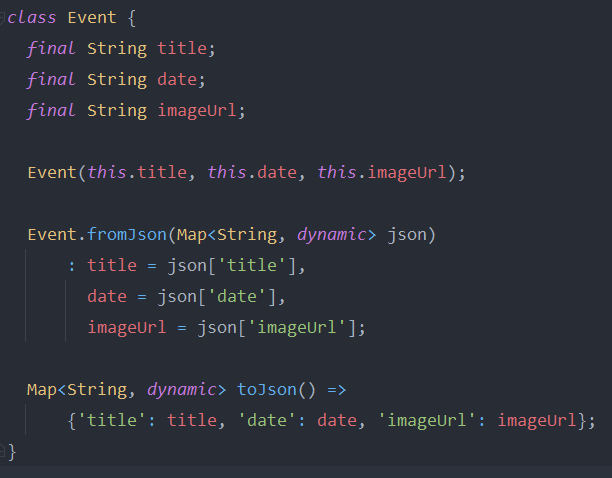 class Event {
final String title;
final String date;
final String imageUrl;
Event(this.title, this.date, this.imageUrl);
Event.fromJson(Map<String, dynamic> json)
: title = json['title'],
date = json['date'],
imageUrl = json['imageUrl'];
Map<String, dynamic> toJson() =>
{'title': title, 'date': date, 'imageUrl': imageUrl};
}